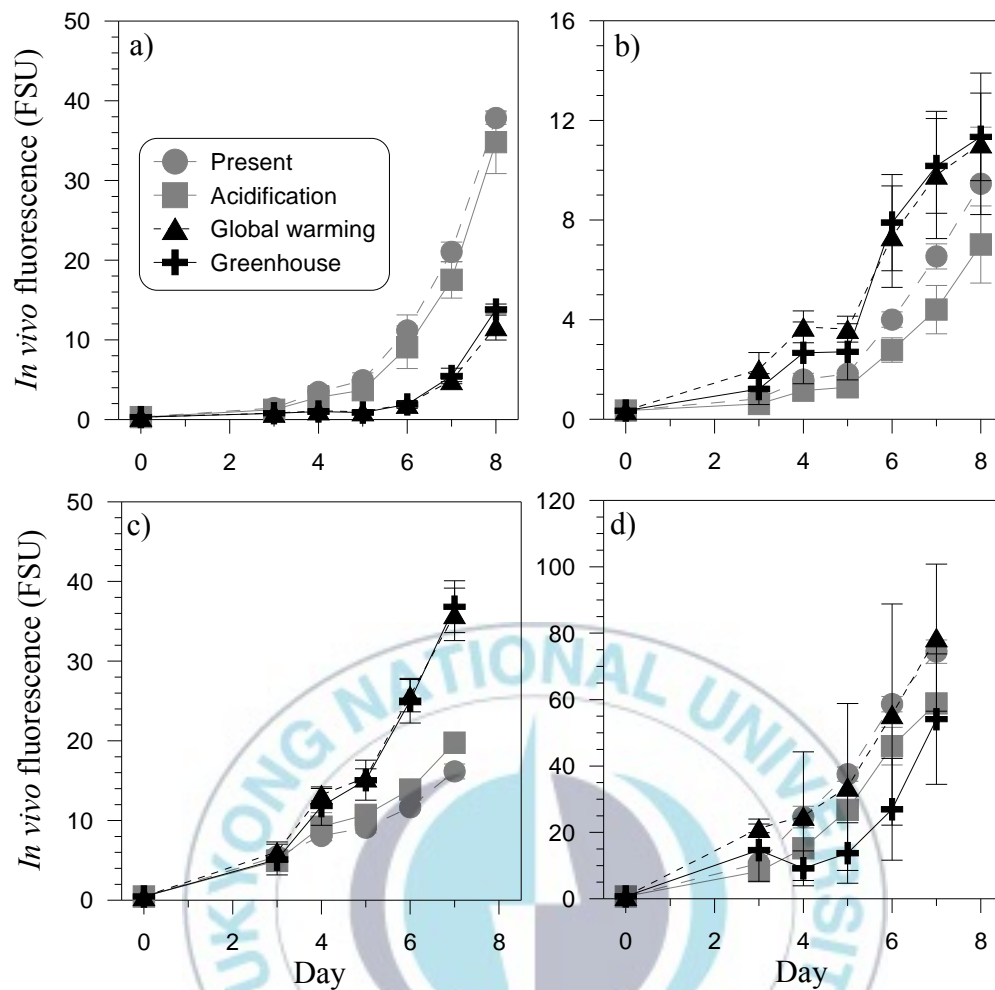 a)
50
40
30
20
10
0
0 2 4 6 8
In vivo fluorescence (FSU)
Present
Acidification
Global warming
Greenhouse
b)
16
12
8
4
0
0 2 4 6 8
c)
50
40
30
20
10
0
0 2 4 6 8
In vivo fluorescence (FSU)
Day
d)
120
100
80
60
40
20
0
0 2 4 6 8
Day
UKYONG NATIONAL UNIVERSIT